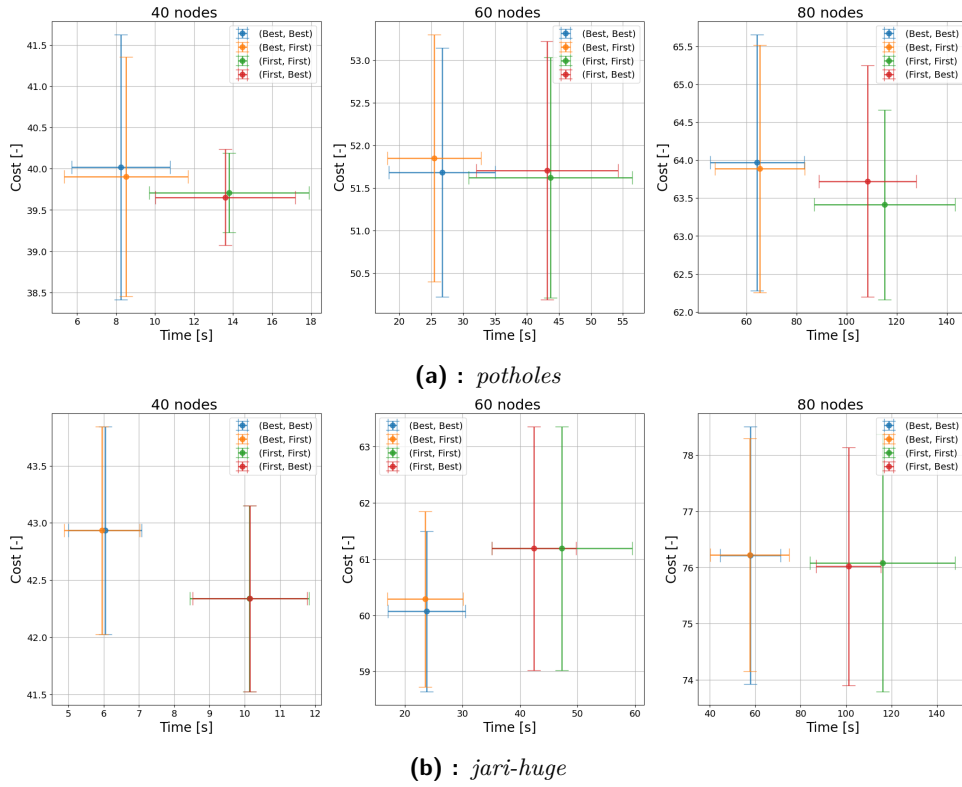 40 nodes
60 nodes
80 nodes
41.5
41.0
40.5
40.0
39.5
39.0
38.5
Cost [-]
6 8 10 12 14 16 18
Time [s]
(Best, Best)
(Best, First)
(First, First)
(First, Best)
53.0
52.5
52.0
51.5
51.0
50.5
Cost [-]
20 25 30 35 40 45 50 55
Time [s]
(Best, Best)
(Best, First)
(First, First)
(First, Best)
65.5
65.0
64.5
64.0
63.5
63.0
62.5
62.0
Cost [-]
60 80 100 120 140
Time [s]
(Best, Best)
(Best, First)
(First, First)
(First, Best)
(a) : potholes
40 nodes
60 nodes
80 nodes
43.5
43.0
42.5
42.0
41.5
Cost [-]
5 6 7 8 9 10 11 12
Time [s]
(Best, Best)
(Best, First)
(First, First)
(First, Best)
63
62
61
60
59
Cost [-]
20 30 40 50 60
Time [s]
(Best, Best)
(Best, First)
(First, First)
(First, Best)
78
77
76
75
74
Cost [-]
40 60 80 100 120 140
Time [s]
(Best, Best)
(Best, First)
(First, First)
(First, Best)
(b) : jari-huge